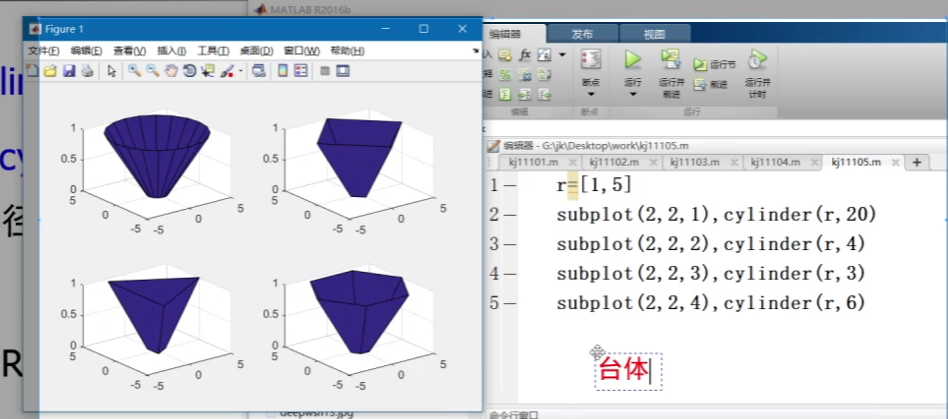 MATLAB R2016b
Figure 1
文件(F) 编辑(E) 查看(V) 插入(I) 工具(T) 桌面(D) 窗口(W) 帮助(H)
编辑器 发布 视图
fx
断点 运行 运行并前进 运行节 前进 运行并计时
编辑 断点 运行
编辑器 - G:\jk\Desktop\work\kj11105.m
kj11101.m kj11102.m kj11103.m kj11104.m kj11105.m
1 r=[1,5]
2 subplot(2,2,1),cylinder(r,20)
3 subplot(2,2,2),cylinder(r,4)
4 subplot(2,2,3),cylinder(r,3)
5 subplot(2,2,4),cylinder(r,6)
台体
命令行窗口
lin
cy
径
R
1 0.5 0 5 0 -5 -5 0 5
1 0.5 0 5 0 -5 -5 0 5
1 0.5 0 5 0 -5 -5 0 5
1 0.5 0 5 0 -5 -5 0 5